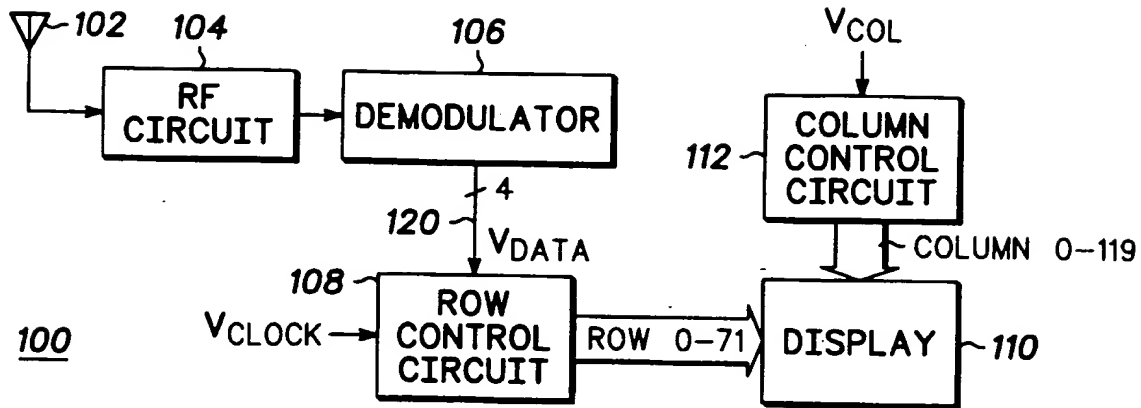 102
104
RF
CIRCUIT
106
DEMODULATOR
4
120
VDATA
VCOL
112
COLUMN
CONTROL
CIRCUIT
COLUMN 0-119
108
VCLOCK
ROW
CONTROL
CIRCUIT
ROW 0-71
DISPLAY
110
100